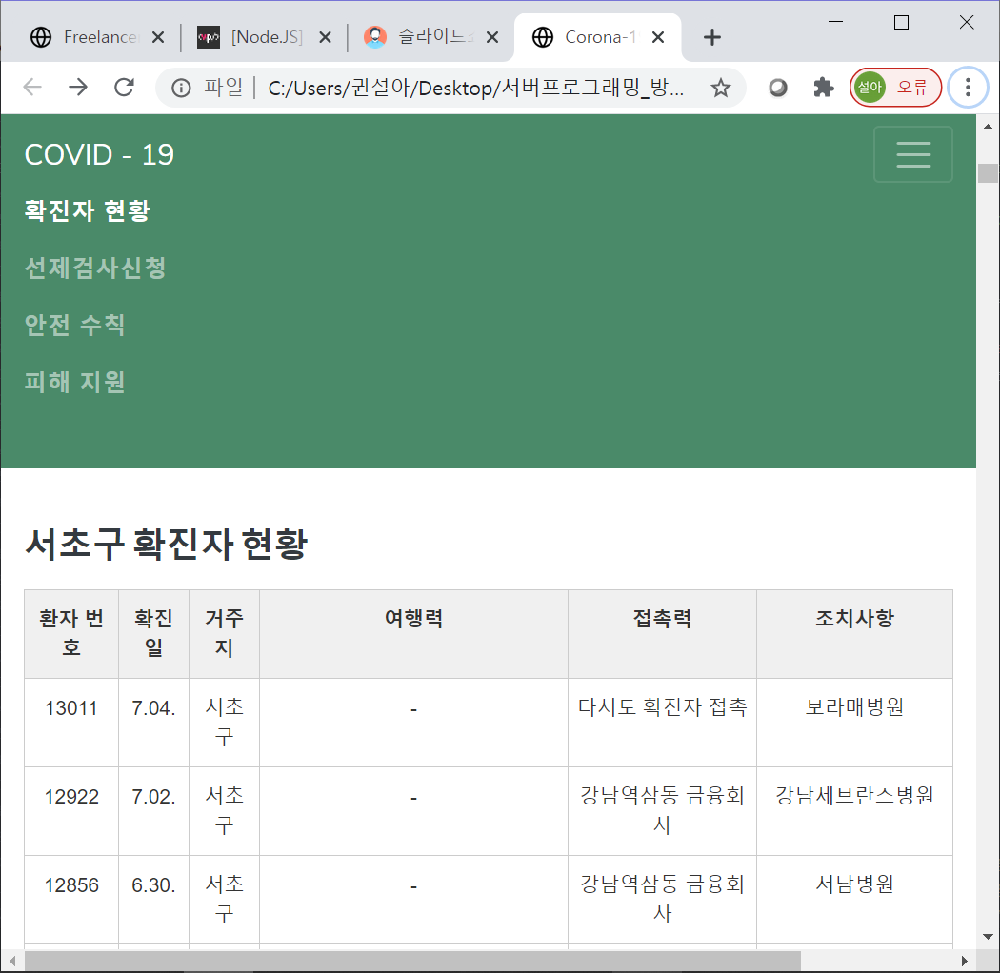 Freelance
[Node.JS]
슬라이드
Corona-1
파일
C:/Users/권설아/Desktop/서버프로그래밍_방...
설아
오류
COVID - 19
확진자 현황
선제검사신청
안전 수칙
피해 지원
서초구 확진자 현황
환자 번 확진 거주 여행력 접촉력 조치사항
호 일 지
13011 7.04. 서초 - 타시도 확진자 접촉 보라매병원
구
12922 7.02. 서초 - 강남역삼동 금융회 강남세브란스병원
구 사
12856 6.30. 서초 - 강남역삼동 금융회 서남병원
구 사